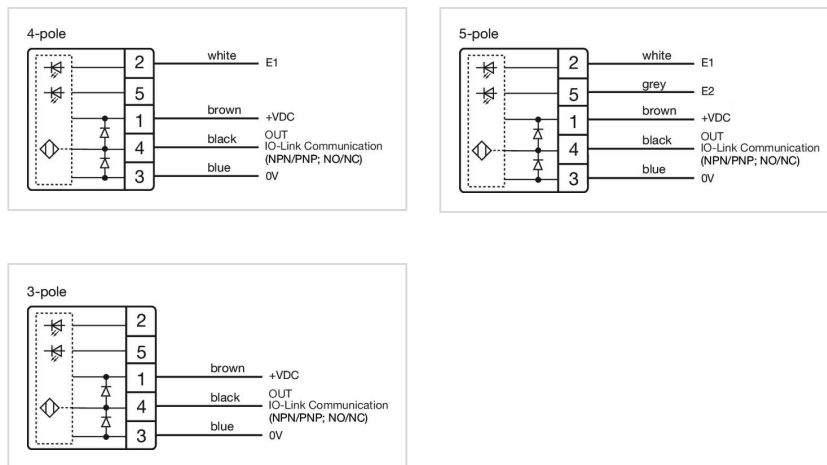 4-pole
2 white E1
5
1 brown +VDC
4 black OUT
IO-Link Communication
(NPN/PNP; NO/NC)
3 blue 0V
5-pole
2 white E1
5 grey E2
1 brown +VDC
4 black OUT
IO-Link Communication
(NPN/PNP; NO/NC)
3 blue 0V
3-pole
2
5
1 brown +VDC
4 black OUT
IO-Link Communication
(NPN/PNP; NO/NC)
3 blue 0V